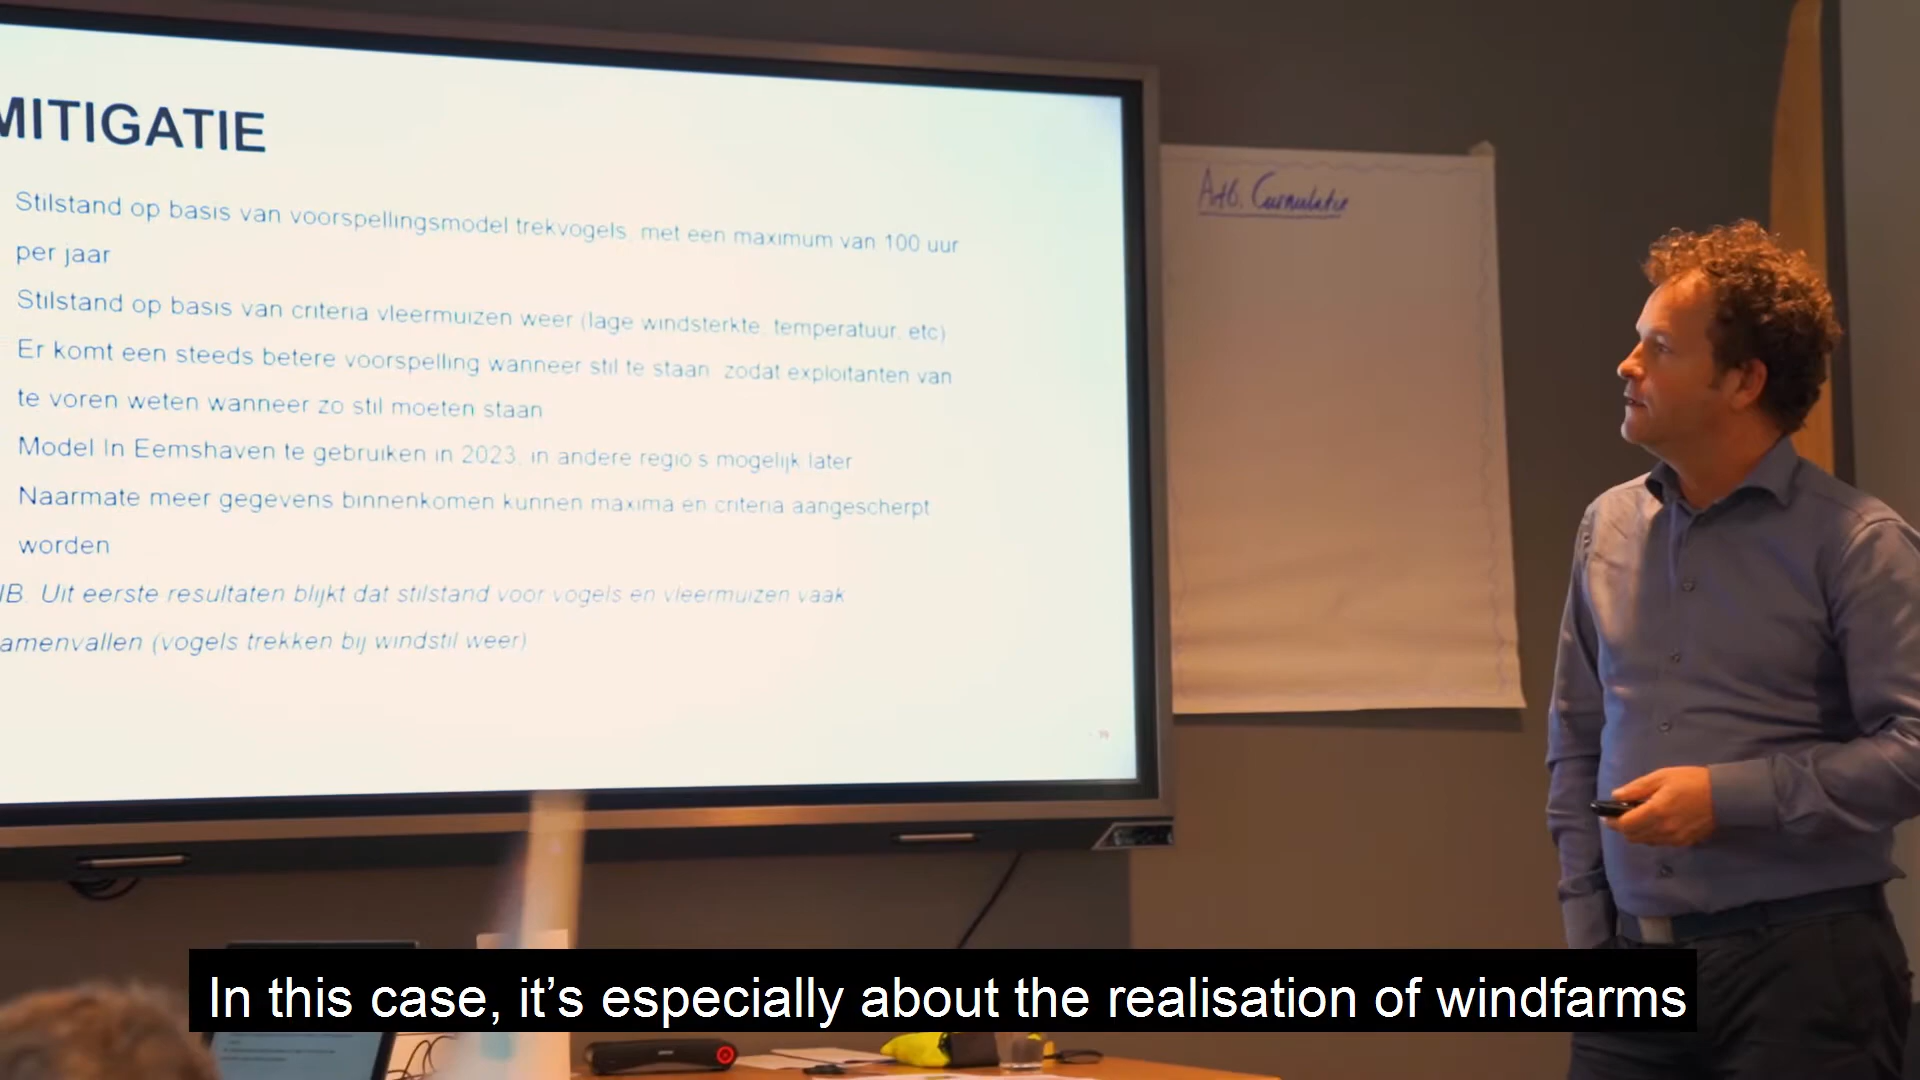 MITIGATIE
Stilstand op basis van voorspellingsmodel trekvogels, met een maximum van 100 uur
per jaar
Stilstand op basis van criteria vleermuizen weer (lage windsterkte, temperatuur, etc)
Er komt een steeds betere voorspelling wanneer stil te staan, zodat exploitanten van
te voren weten wanneer zo stil moeten staan
Model In Eemshaven te gebruiken in 2023, in andere regio's mogelijk later
Naarmate meer gegevens binnenkomen kunnen maxima en criteria aangescherpt
worden
NB. Uit eerste resultaten blijkt dat stilstand voor vogels en vleermuizen vaak
amenvallen (vogels trekken bij windstil weer)
Cumulatie
In this case, it's especially about the realisation of windfarms